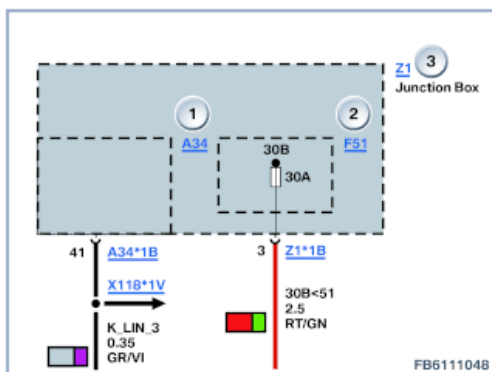 Z1 3
Junction Box
1 2
A34 F51
30B
30A
41 A34*1B 3 Z1*1B
X118*1V
30B<51
2.5
RT/GN
K_LIN_3
0.35
GR/VI
FB6111048